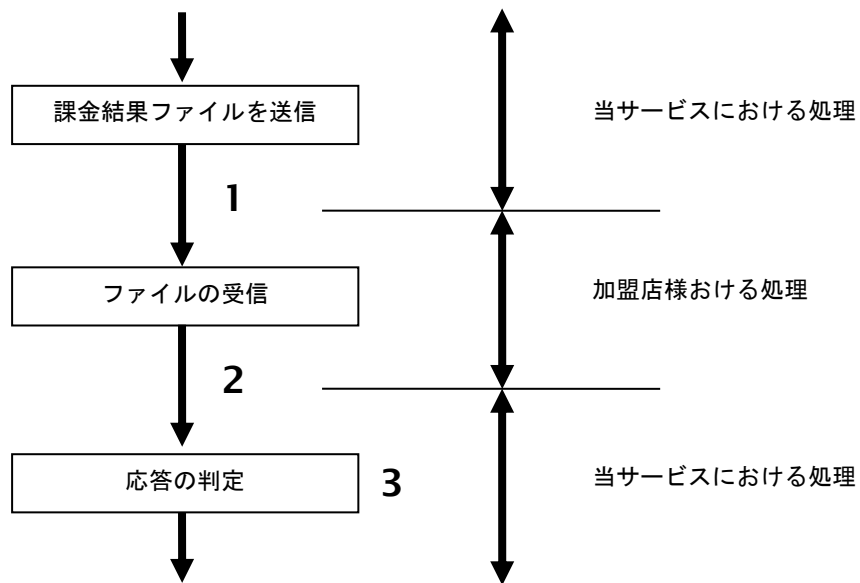 課金結果ファイルを送信
当サービスにおける処理
1
ファイルの受信
加盟店様おける処理
2
応答の判定
3
当サービスにおける処理